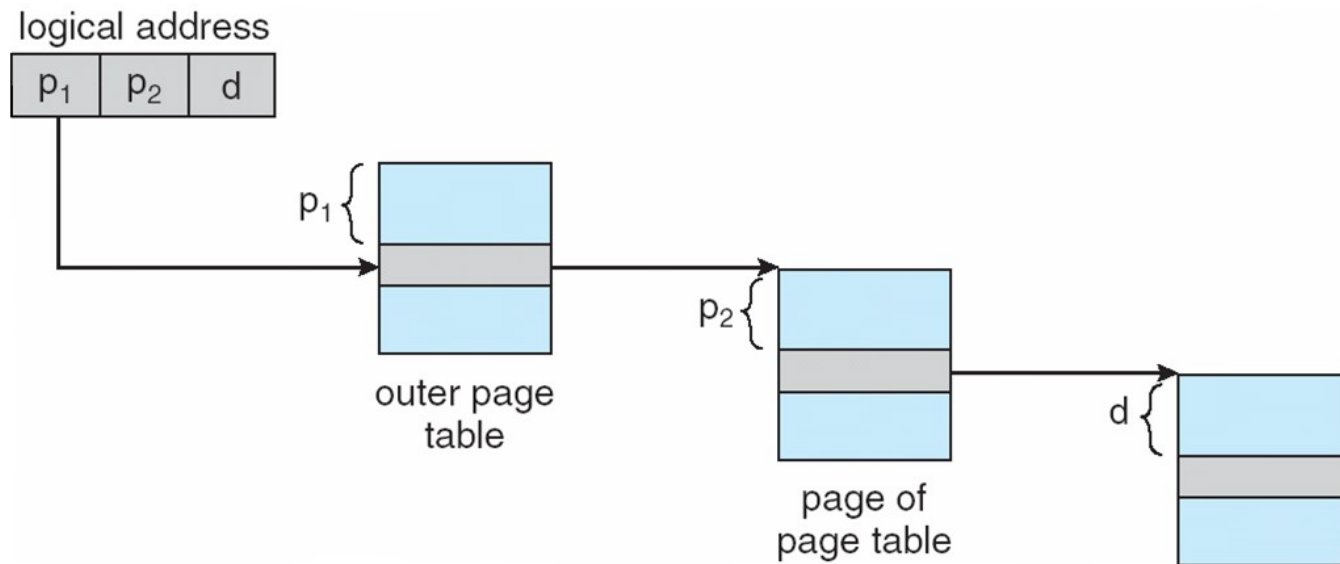 logical address
p₁ p₂ d
p₁
outer page
table
p₂
page of
page table
d